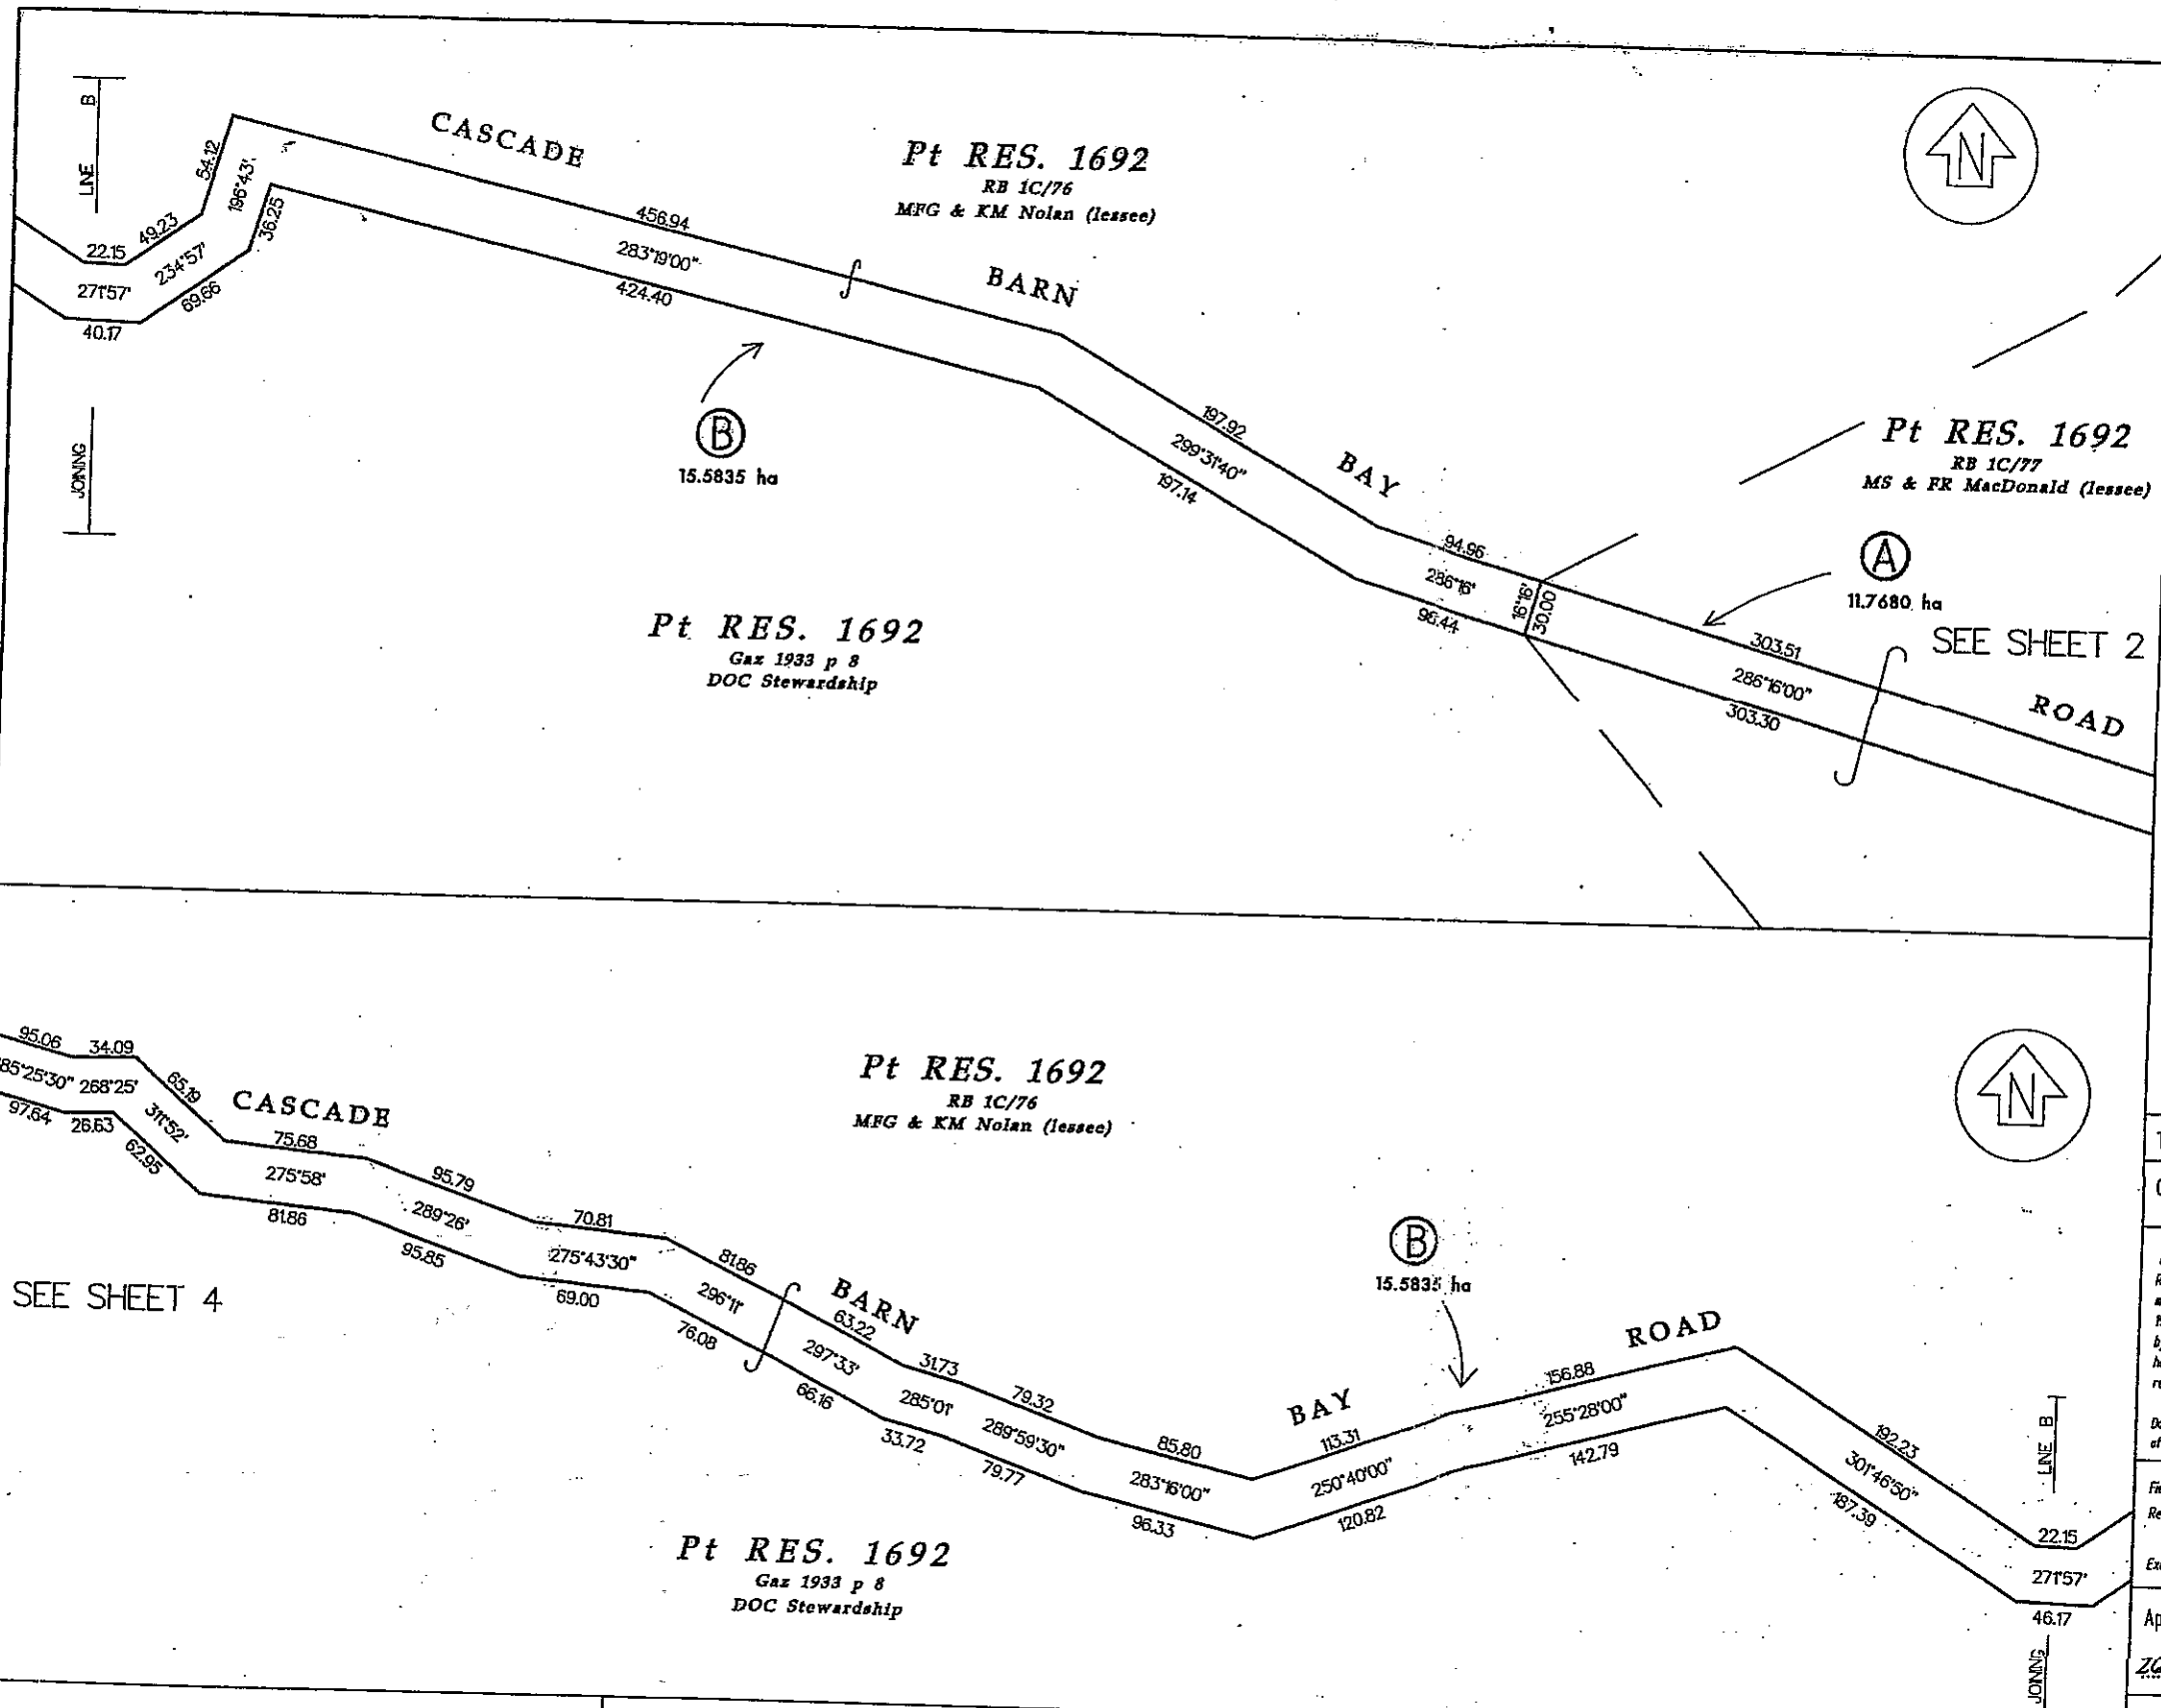 LINE B
JOINING
54.12
196°43'
49.23
22.15
234°57'
36.25
271°57'
69.66
40.17
CASCADE
456.94
283°19'00"
424.40
Pt RES. 1692
RB 1C/76
MFG & KM Nolan (lessee)
BARN
B
15.5835 ha
197.92
299°31'40"
197.14
BAY
N
Pt RES. 1692
RB 1C/77
MS & FR MacDonald (lessee)
94.96
286°16'
96.44
16°16'
30.00
A
11.7680 ha
SEE SHEET 2
303.51
286°16'00"
303.30
ROAD
Pt RES. 1692
Gaz 1933 p 8
DOC Stewardship
95.06
34.09
85°25'30"
268°25'
97.64
26.63
65.19
311°52'
62.95
CASCADE
75.68
275°58'
81.86
95.79
289°26'
95.85
70.81
275°43'30"
69.00
SEE SHEET 4
Pt RES. 1692
RB 1C/76
MFG & KM Nolan (lessee)
81.86
296°11'
76.08
BARN
63.22
297°33'
66.16
31.73
285°01'
33.72
79.32
289°59'30"
79.77
85.80
283°16'00"
96.33
B
15.5835 ha
BAY
113.31
250°40'00"
120.82
ROAD
156.88
255°28'00"
142.79
N
192.23
301°46'50"
187.39
LINE B
22.15
271°57'
46.17
JOINING
Pt RES. 1692
Gaz 1933 p 8
DOC Stewardship